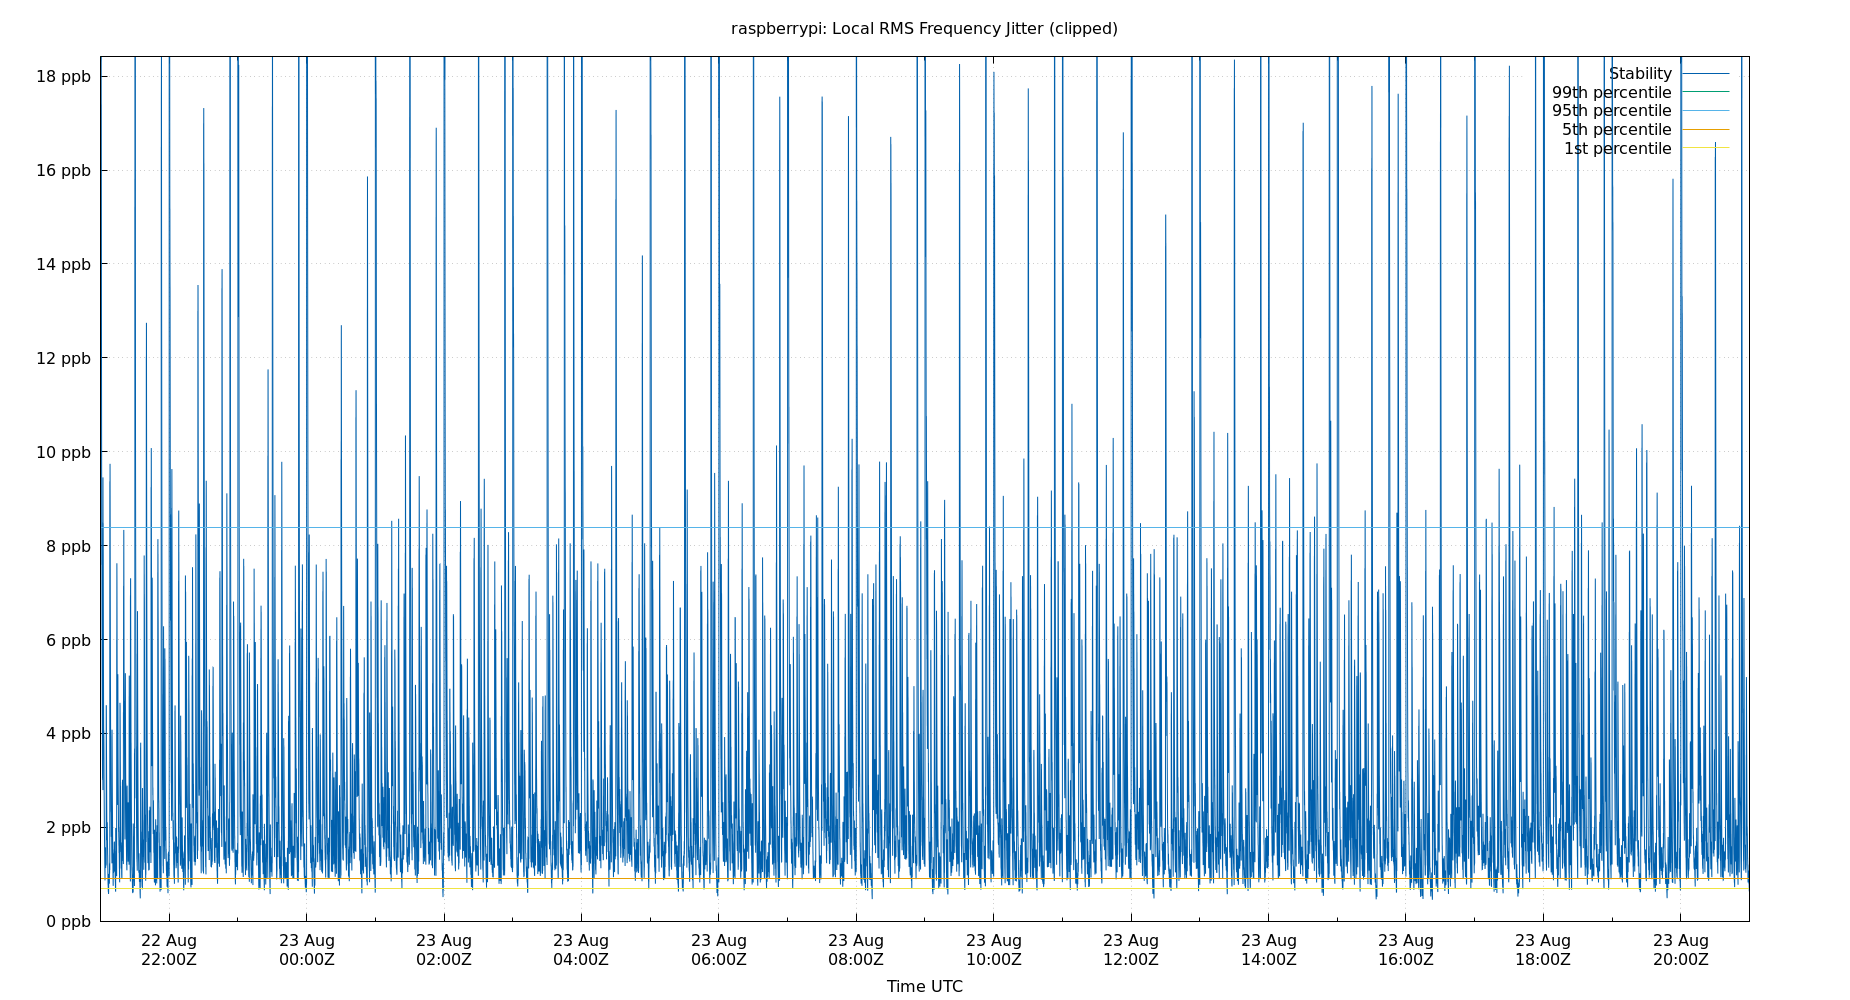 raspberrypi: Local RMS Frequency Jitter (clipped)
18 ppb
16 ppb
14 ppb
12 ppb
10 ppb
8 ppb
6 ppb
4 ppb
2 ppb
0 ppb
Stability
99th percentile
95th percentile
5th percentile
1st percentile
22 Aug 23 Aug 23 Aug 23 Aug 23 Aug 23 Aug 23 Aug 23 Aug 23 Aug 23 Aug 23 Aug 23 Aug
22:00Z 00:00Z 02:00Z 04:00Z 06:00Z 08:00Z 10:00Z 12:00Z 14:00Z 16:00Z 18:00Z 20:00Z
Time UTC